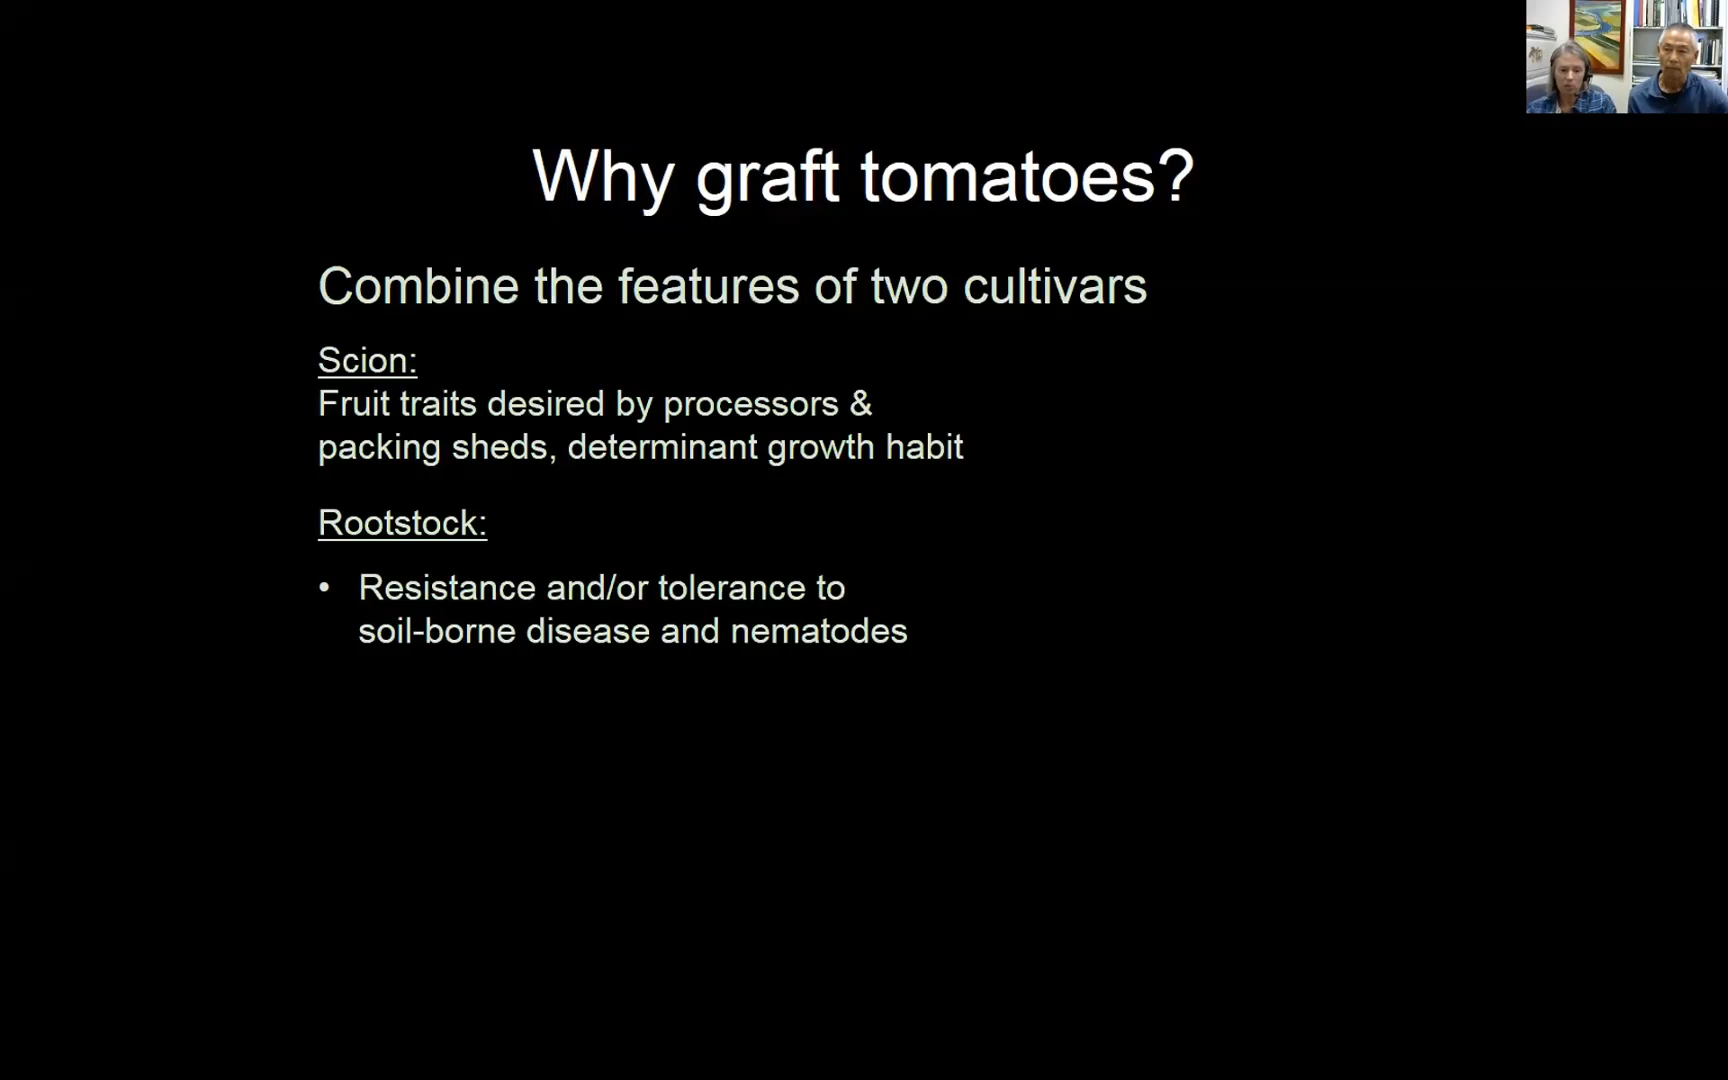 Why graft tomatoes?
Combine the features of two cultivars
Scion:
Fruit traits desired by processors &
packing sheds, determinant growth habit
Rootstock:
• Resistance and/or tolerance to
soil-borne disease and nematodes